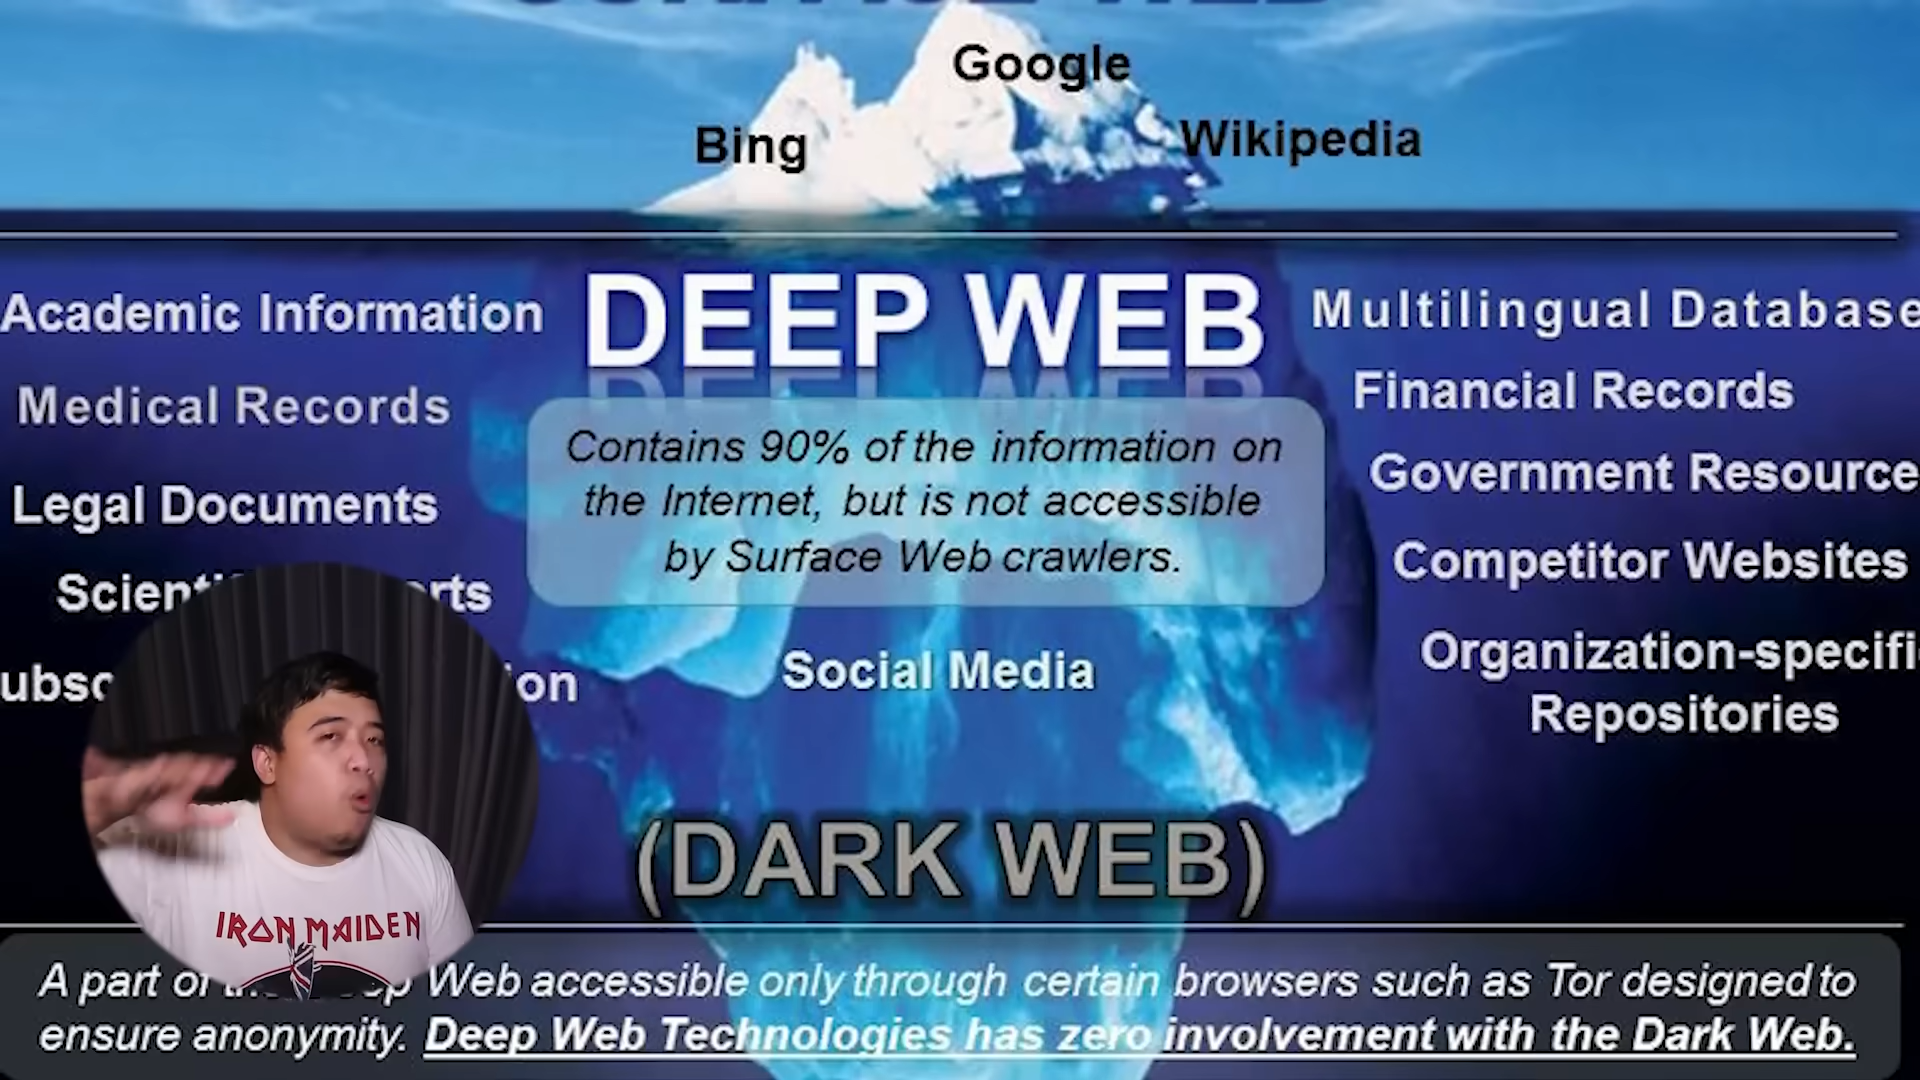 Google
Bing
Wikipedia
DEEP WEB
Academic Information
Multilingual Database
Medical Records
Financial Records
Contains 90% of the information on
the Internet, but is not accessible
by Surface Web crawlers.
Legal Documents
Government Resource
Competitor Websites
Social Media
Organization-specifi
Repositories
(DARK WEB)
IRON MAIDEN
A part of Web accessible only through certain browsers such as Tor designed to
ensure anonymity. Deep Web Technologies has zero involvement with the Dark Web.